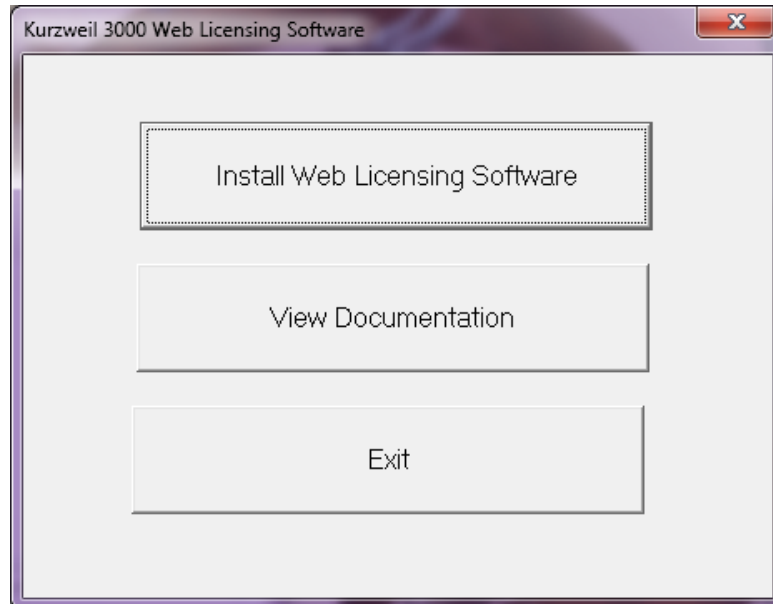 Kurzweil 3000 Web Licensing Software
Install Web Licensing Software
View Documentation
Exit